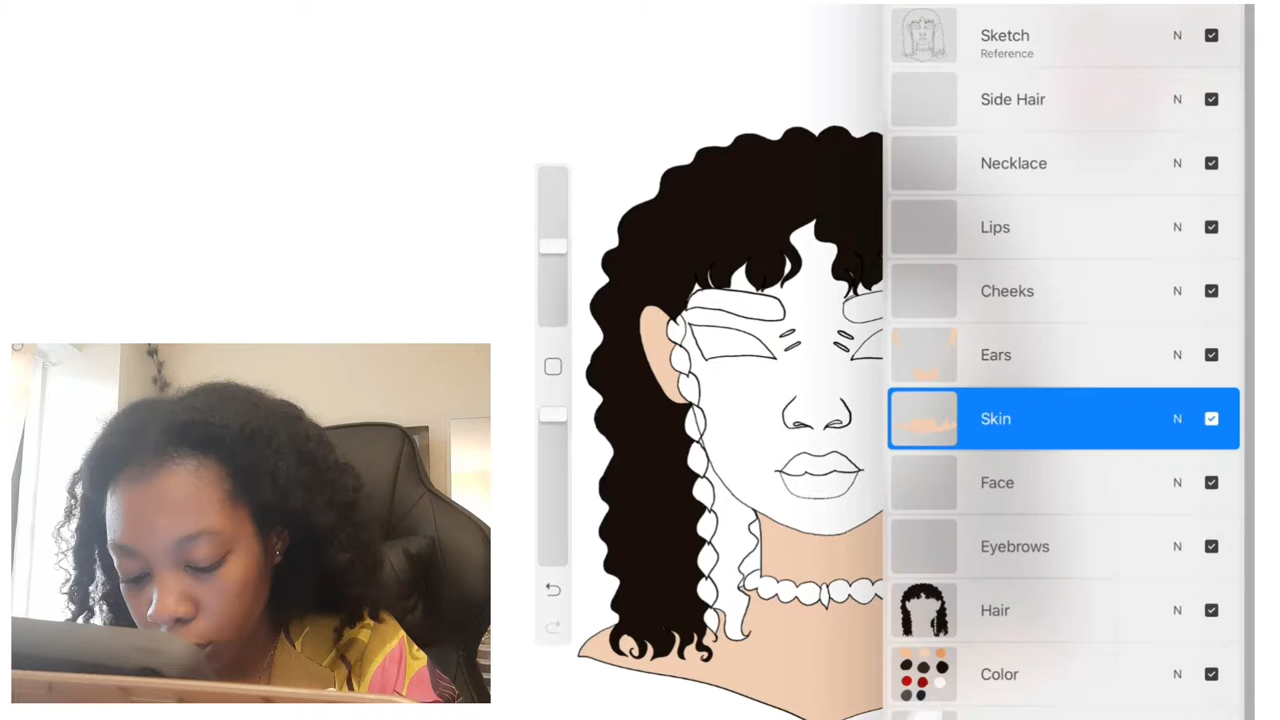 Sketch N
Reference
Side Hair N
Necklace N
Lips N
Cheeks N
Ears N
Skin N
Face N
Eyebrows N
Hair N
Color N